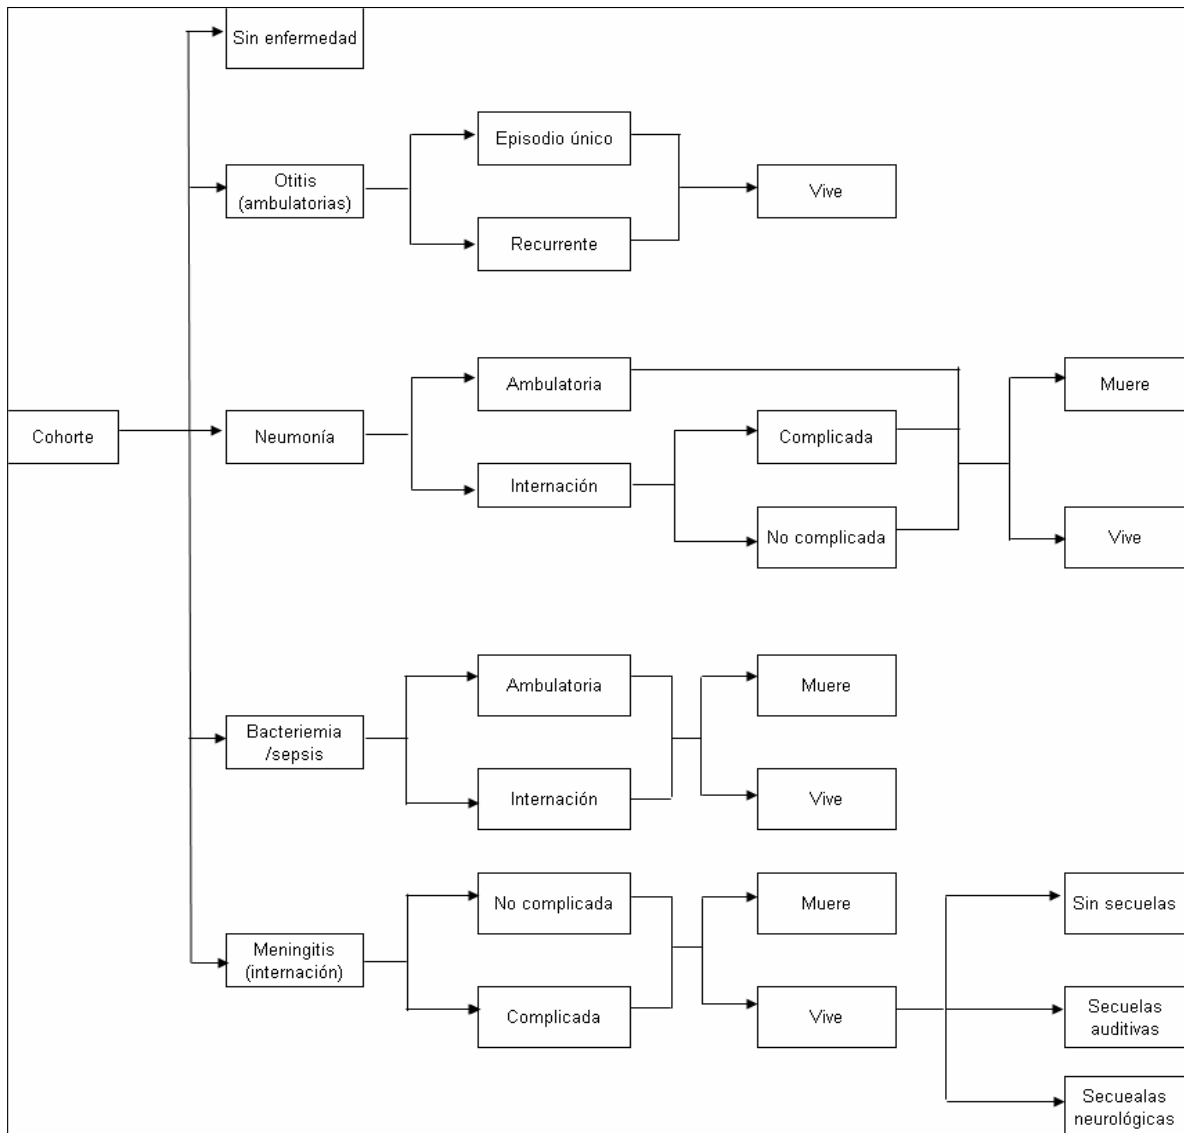 Sin enfermedad
Otitis
(ambulatorias)
Episodio único
Recurrente
Vive
Cohorte
Neumonía
Ambulatoria
Internación
Complicada
No complicada
Muere
Vive
Bacteriemia
/sepsis
Ambulatoria
Internación
Muere
Vive
Meningitis
(internación)
No complicada
Complicada
Muere
Vive
Sin secuelas
Secuelas
auditivas
Secuealas
neurológicas